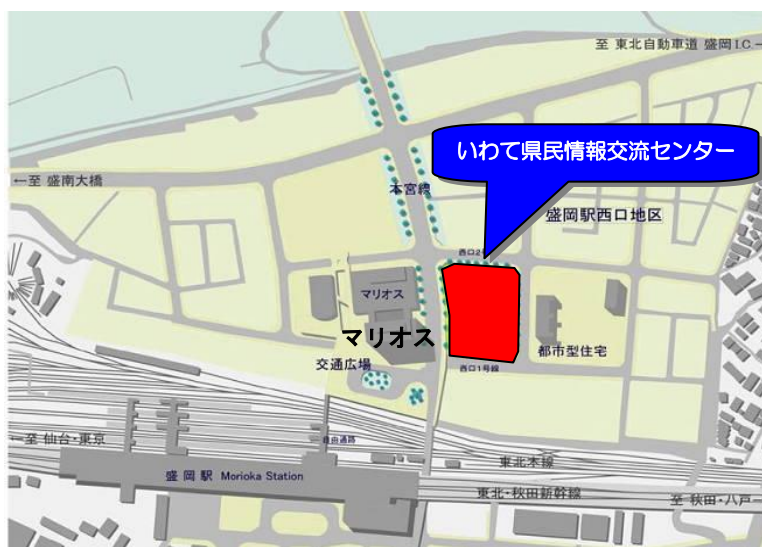 至 東北自動車道 盛岡I.C.→
いわて県民情報交流センター
←至 盛南大橋
本宮線
盛岡駅西口地区
西口2号
マリオス
マリオス
交通広場
都市型住宅
西口1号線
←至 仙台・東京
自由通路
東北本線
盛岡駅 Morioka Station
東北・秋田新幹線
至 秋田・八戸→